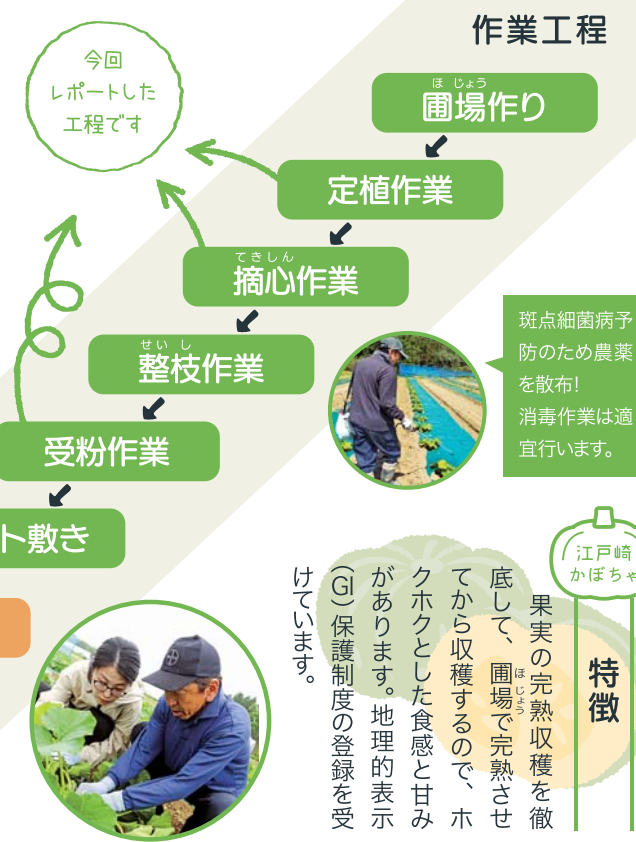 作業工程
今回
レポートした
工程です
ほ じょう
圃場作り
定植作業
てきしん
摘心作業
せいし
整枝作業
受粉作業
ト敷き
斑点細菌病予
防のため農薬
を散布!
消毒作業は適
宜行います。
江戸崎
かぼちゃ
特徴
果実の完熟収穫を徹
底して、圃場で完熟させ
ほ じょう
てから収穫するので、ホ
クホクとした食感と甘み
があります。地理的表示
(GI)保護制度の登録を受
けています。